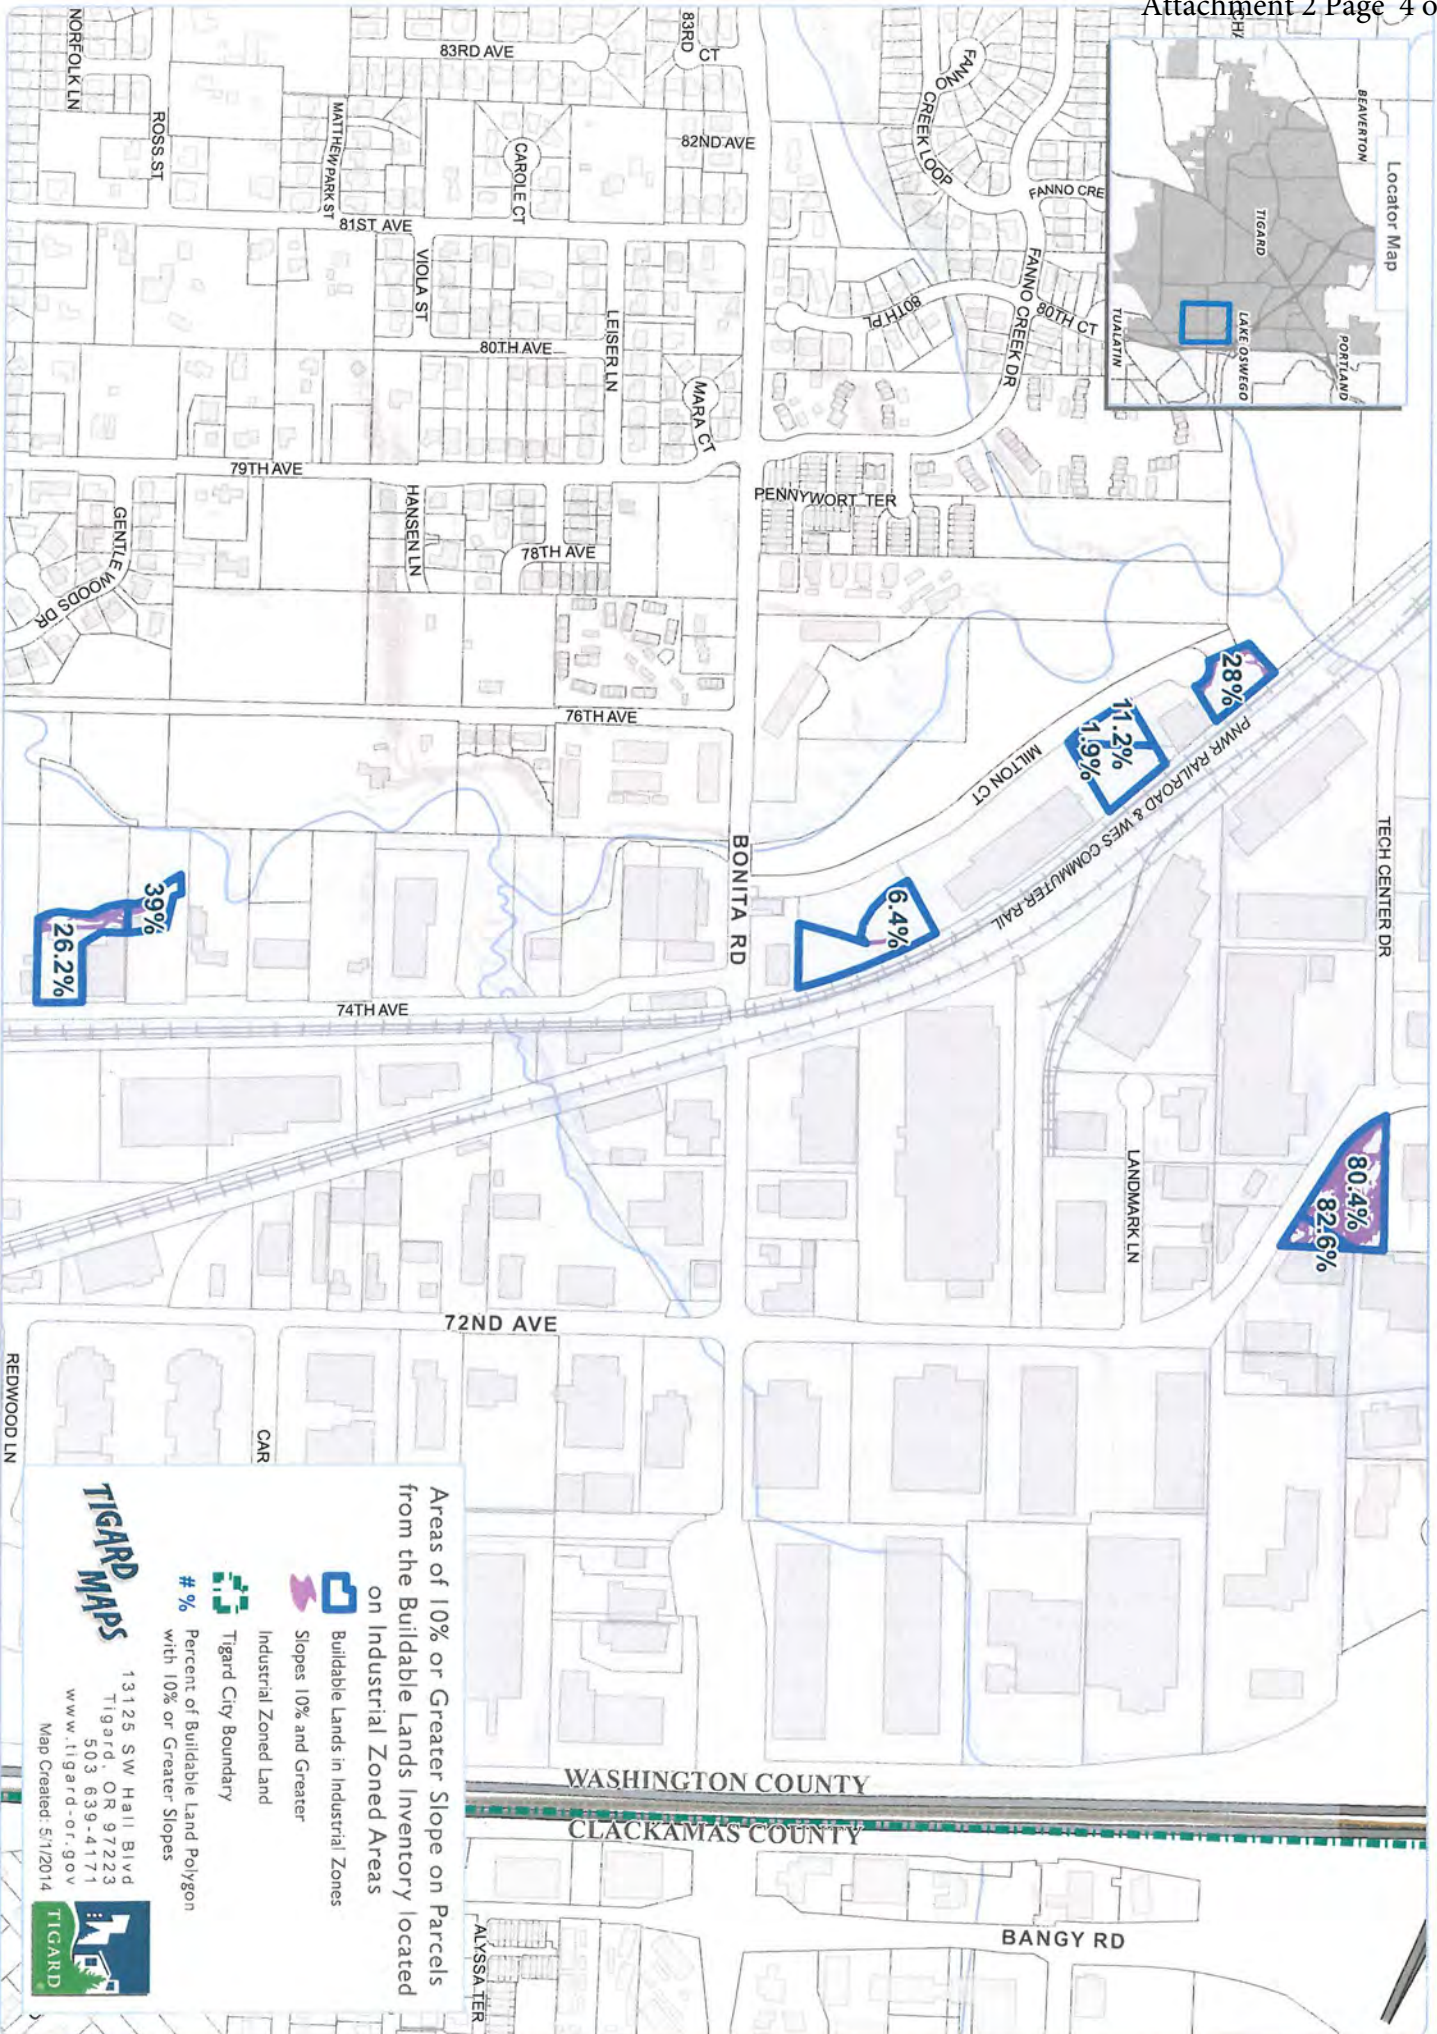 Attachment 2 Page 4 o
Locator Map
BEAVERTON
TIGARD
PORTLAND
LAKE OSWEGO
TUALATIN
NORFOLK LN
83RD AVE
83RD
CT
FANNO
CREEK LOOP
ROSS ST
MATTHEW PARK ST
CAROLE CT
82ND AVE
FANNO CRE
81ST AVE
VIOLA ST
80TH AVE
LEISER LN
MARA CT
80TH PL
FANNO CREEK DR
80TH CT
79TH AVE
HANSEN LN
78TH AVE
PENNYWORT TER
GENTLE WOODS DR
76TH AVE
28%
11.2%
1.9%
MILTON CT
PNWR RAILROAD & WES COMMUTER RAIL
TECH CENTER DR
BONITA RD
6.4%
39%
26.2%
74TH AVE
80.4%
82.6%
LANDMARK LN
72ND AVE
REDWOOD LN
CAR
WASHINGTON COUNTY
CLACKAMAS COUNTY
BANGY RD
ALYSSA TER
Areas of 10% or Greater Slope on Parcels
from the Buildable Lands Inventory located
on Industrial Zoned Areas
Buildable Lands in Industrial Zones
Slopes 10% and Greater
Industrial Zoned Land
Tigard City Boundary
# %
Percent of Buildable Land Polygon
with 10% or Greater Slopes
TIGARD MAPS
13125 SW Hall Blvd
Tigard, OR 97223
503 639-4171
www.tigard-or.gov
Map Created: 5/1/2014
TIGARD